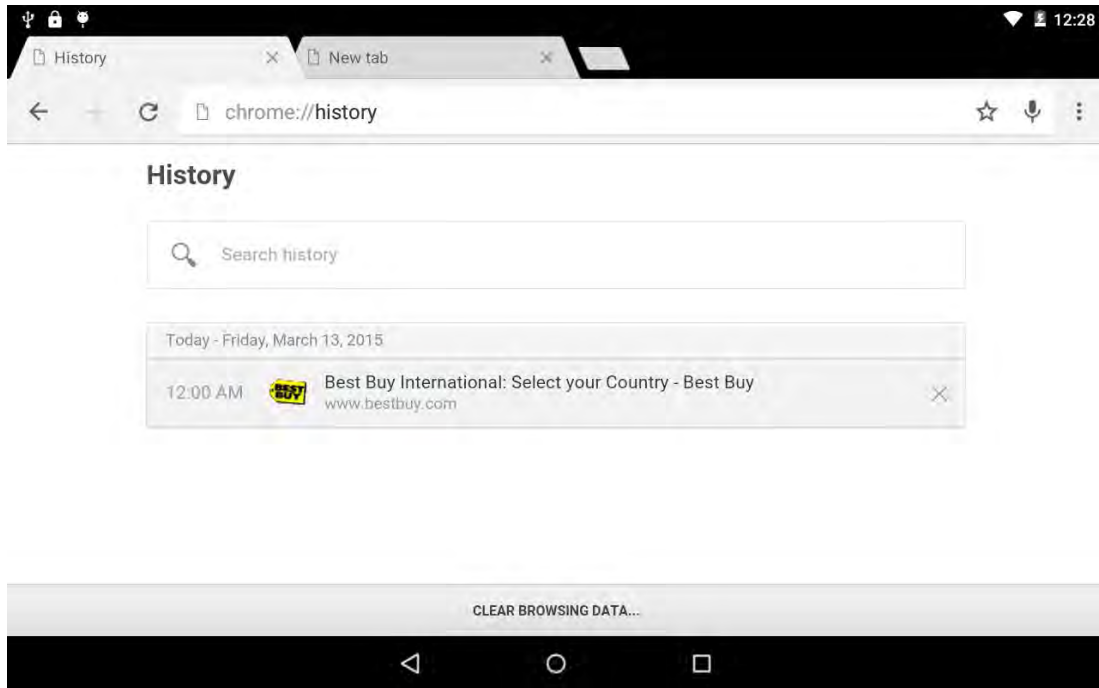 12:28
History
New tab
chrome://history
History
Search history
Today - Friday, March 13, 2015
12:00 AM
BEST BUY
Best Buy International: Select your Country - Best Buy
www.bestbuy.com
CLEAR BROWSING DATA...